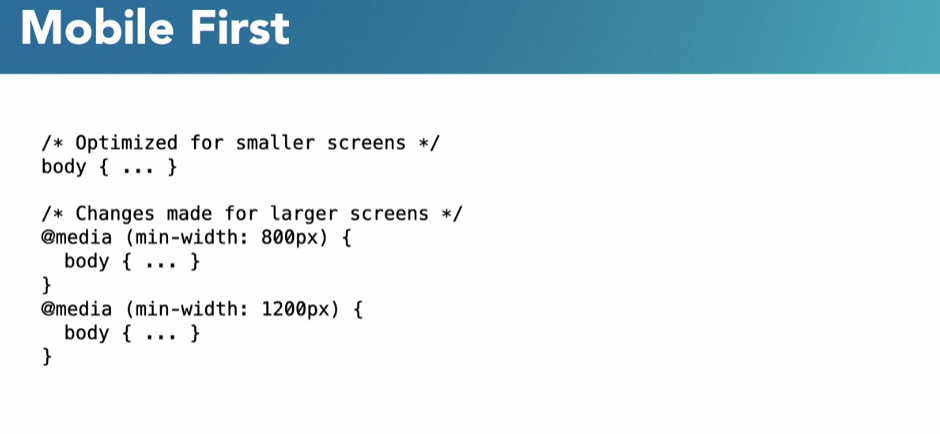 Mobile First
/* Optimized for smaller screens */
body { ... }
/* Changes made for larger screens */
@media (min-width: 800px) {
  body { ... }
}
@media (min-width: 1200px) {
  body { ... }
}